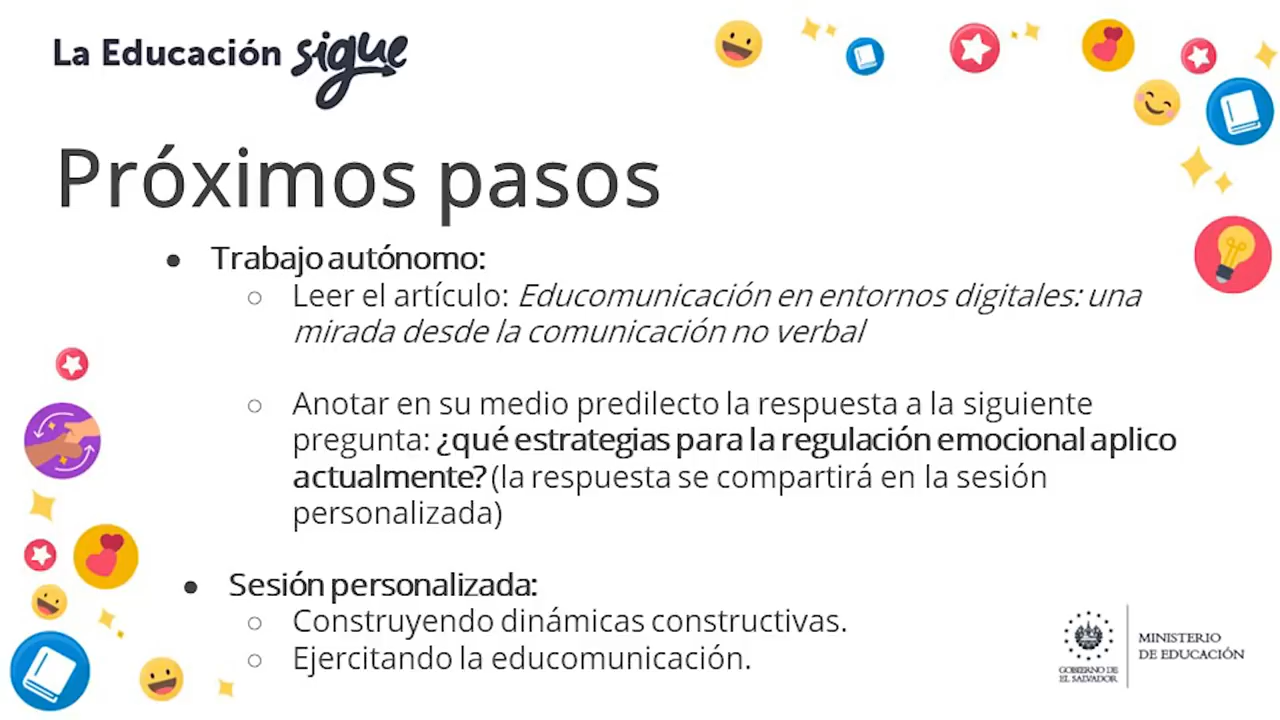 La Educación sigue
Próximos pasos
● Trabajo autónomo:
○ Leer el artículo: Educomunicación en entornos digitales: una
mirada desde la comunicación no verbal
○ Anotar en su medio predilecto la respuesta a la siguiente
pregunta: ¿qué estrategias para la regulación emocional aplico
actualmente? (la respuesta se compartirá en la sesión
personalizada)
● Sesión personalizada:
○ Construyendo dinámicas constructivas.
○ Ejercitando la educomunicación.
GOBIERNO DE
EL SALVADOR
MINISTERIO
DE EDUCACIÓN